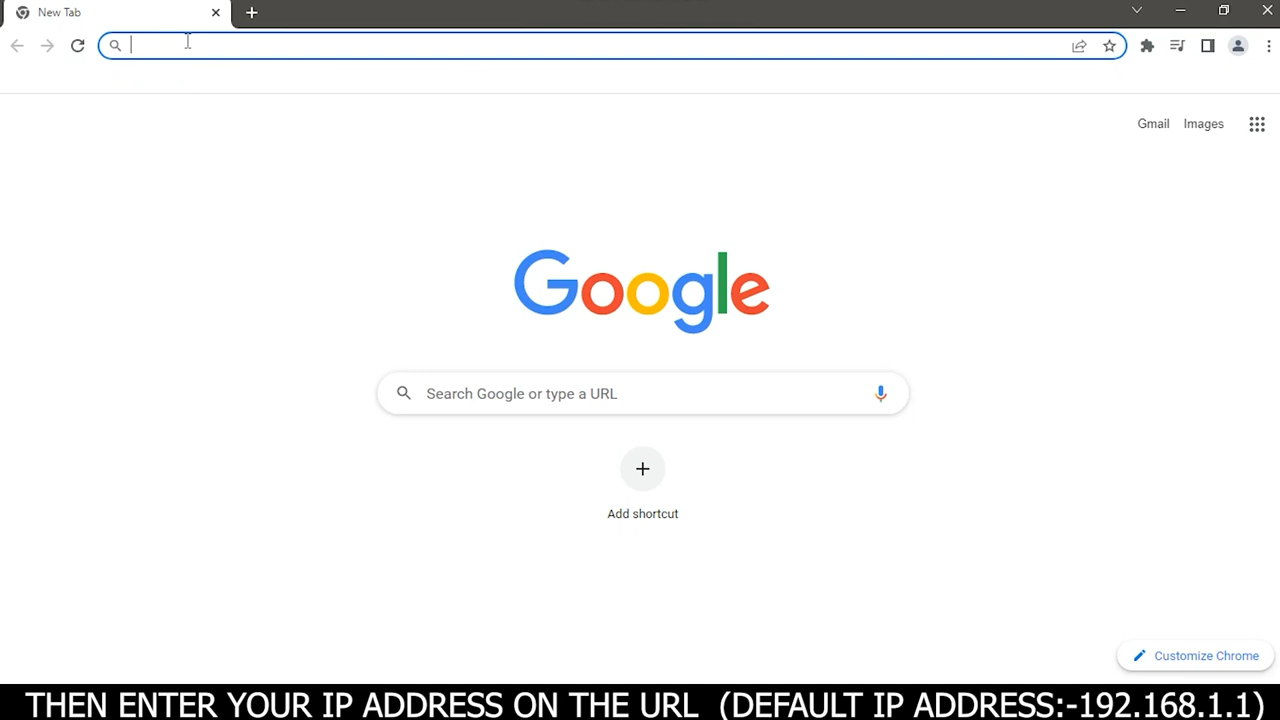 New Tab
Gmail Images
Google
Search Google or type a URL
Add shortcut
Customize Chrome
THEN ENTER YOUR IP ADDRESS ON THE URL (DEFAULT IP ADDRESS:-192.168.1.1)